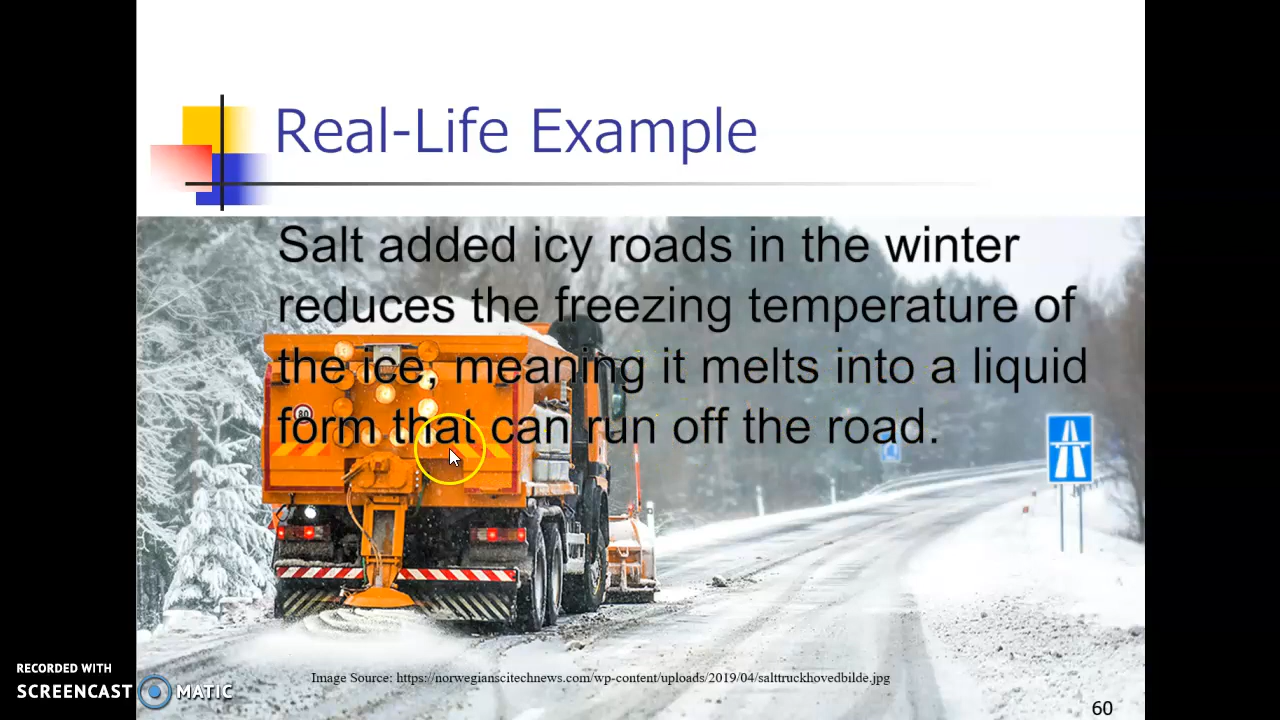 Real-Life Example
Salt added icy roads in the winter
reduces the freezing temperature of
the ice, meaning it melts into a liquid
form that can run off the road.
80
Image Source: https://norwegianscitechnews.com/wp-content/uploads/2019/04/salttruckhovedbilde.jpg
60
RECORDED WITH
SCREENCAST MATIC